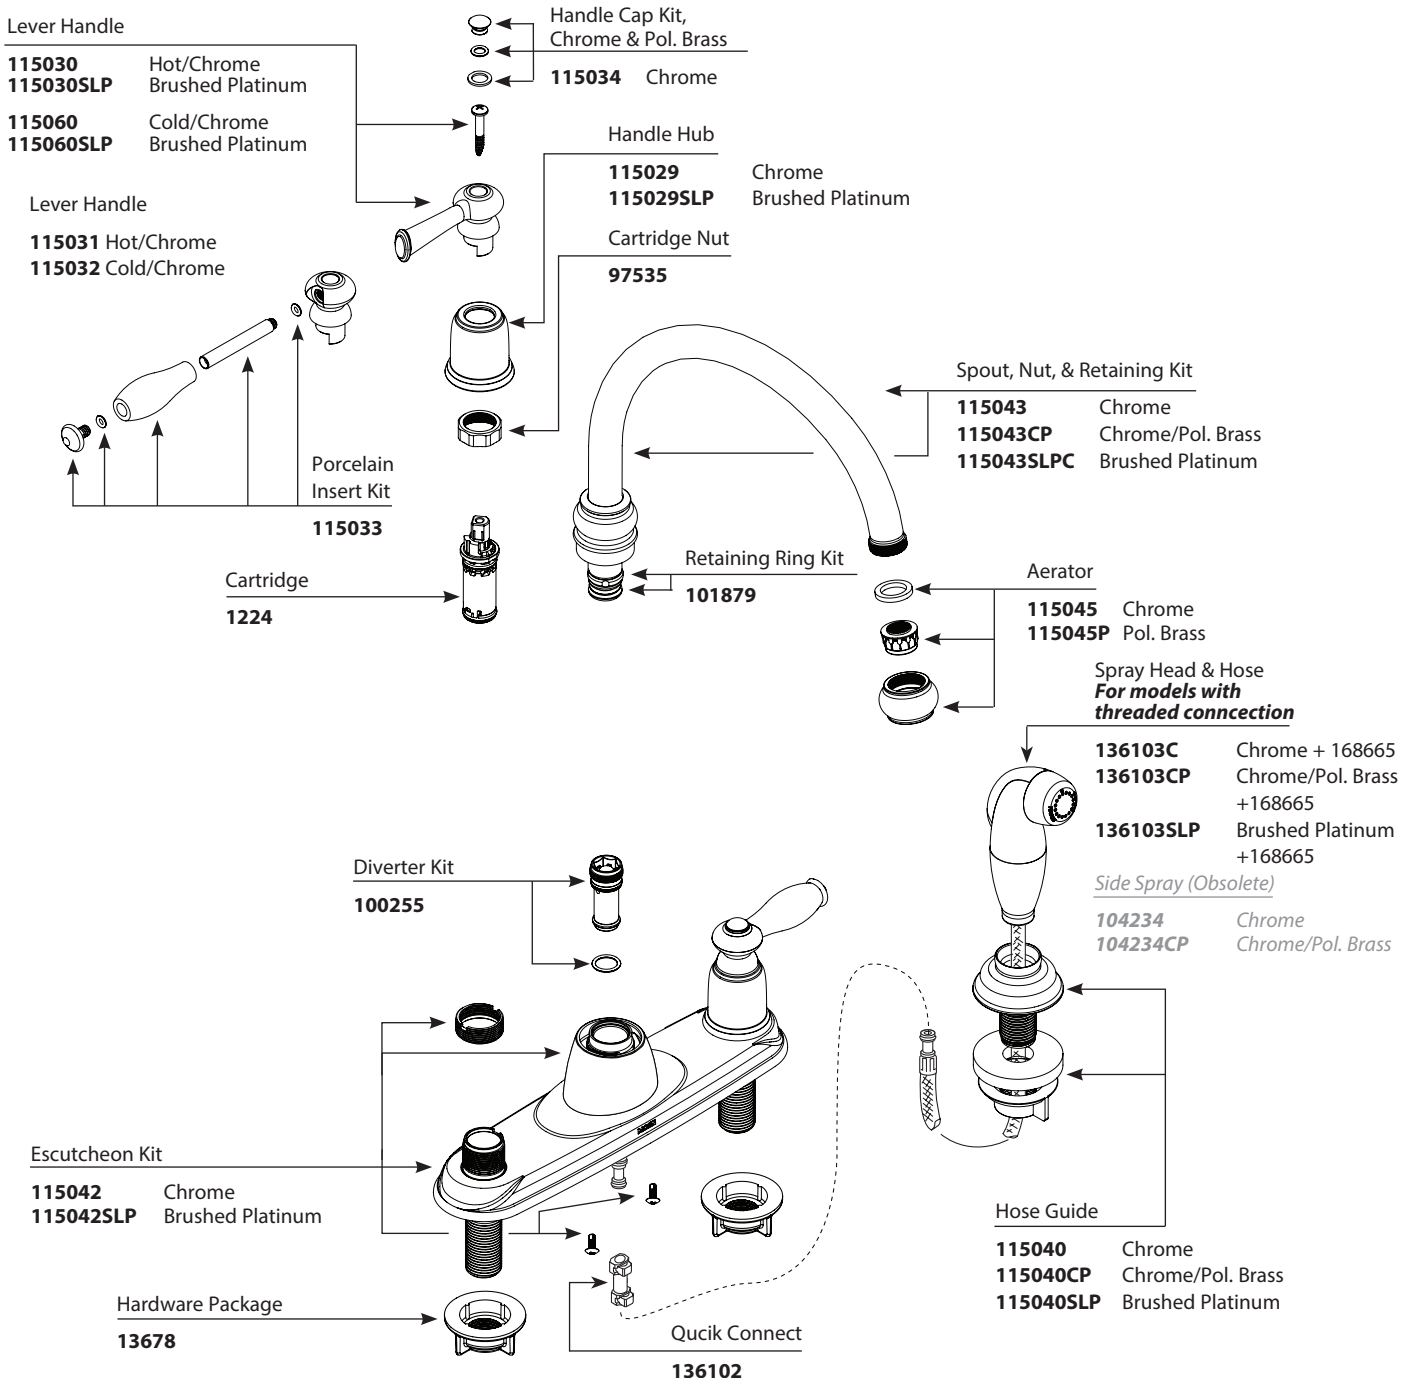 Lever Handle
115030 Hot/Chrome
115030SLP Brushed Platinum
115060 Cold/Chrome
115060SLP Brushed Platinum
Handle Cap Kit,
Chrome & Pol. Brass
115034 Chrome
Handle Hub
115029 Chrome
115029SLP Brushed Platinum
Lever Handle
115031 Hot/Chrome
115032 Cold/Chrome
Cartridge Nut
97535
Spout, Nut, & Retaining Kit
115043 Chrome
115043CP Chrome/Pol. Brass
115043SLPC Brushed Platinum
Porcelain
Insert Kit
115033
Retaining Ring Kit
101879
Cartridge
1224
Aerator
115045 Chrome
115045P Pol. Brass
Spray Head & Hose
For models with
threaded conncection
136103C Chrome + 168665
136103CP Chrome/Pol. Brass
+168665
136103SLP Brushed Platinum
+168665
Side Spray (Obsolete)
104234 Chrome
104234CP Chrome/Pol. Brass
Diverter Kit
100255
Escutcheon Kit
115042 Chrome
115042SLP Brushed Platinum
Hose Guide
115040 Chrome
115040CP Chrome/Pol. Brass
115040SLP Brushed Platinum
Hardware Package
13678
Qucik Connect
136102